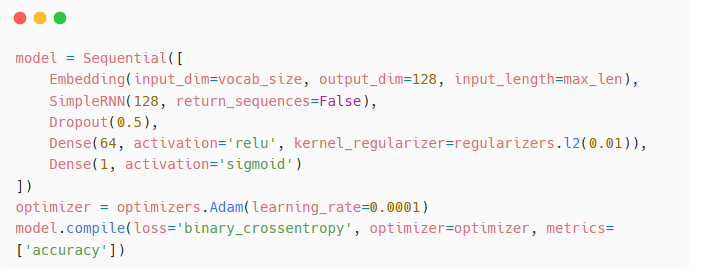 model = Sequential([
    Embedding(input_dim=vocab_size, output_dim=128, input_length=max_len),
    SimpleRNN(128, return_sequences=False),
    Dropout(0.5),
    Dense(64, activation='relu', kernel_regularizer=regularizers.l2(0.01)),
    Dense(1, activation='sigmoid')
])
optimizer = optimizers.Adam(learning_rate=0.0001)
model.compile(loss='binary_crossentropy', optimizer=optimizer, metrics=
['accuracy'])